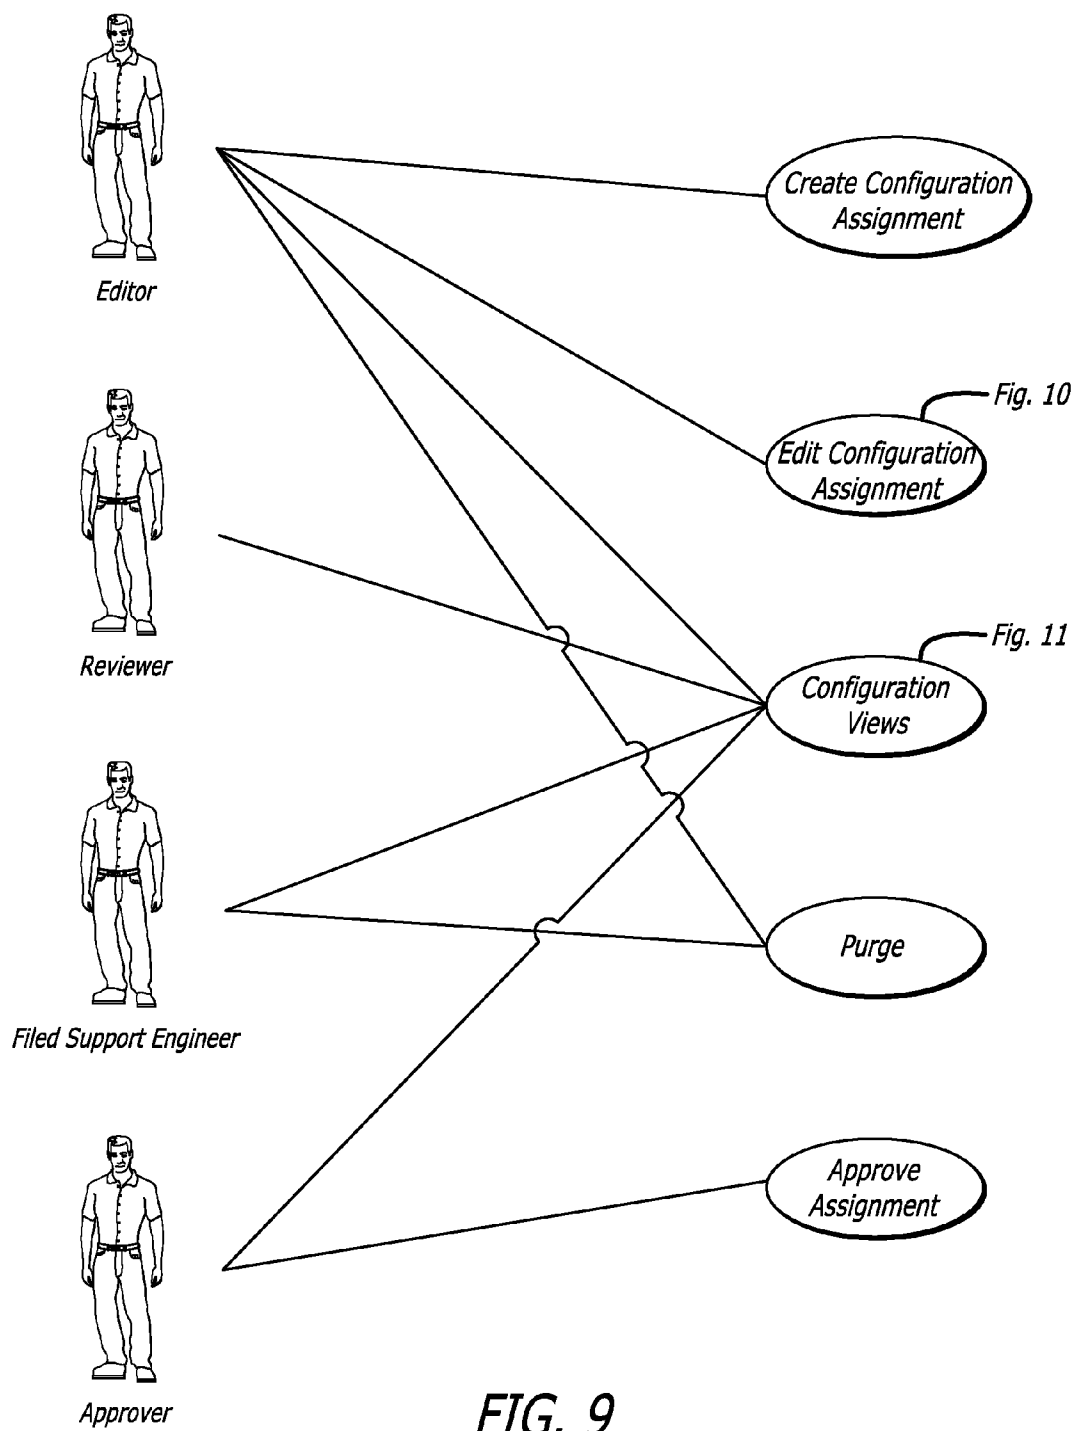 Create Configuration
Assignment
Editor
Fig. 10
Edit Configuration
Assignment
Fig. 11
Reviewer
Configuration
Views
Purge
Filed Support Engineer
Approve
Assignment
Approver
FIG. 9